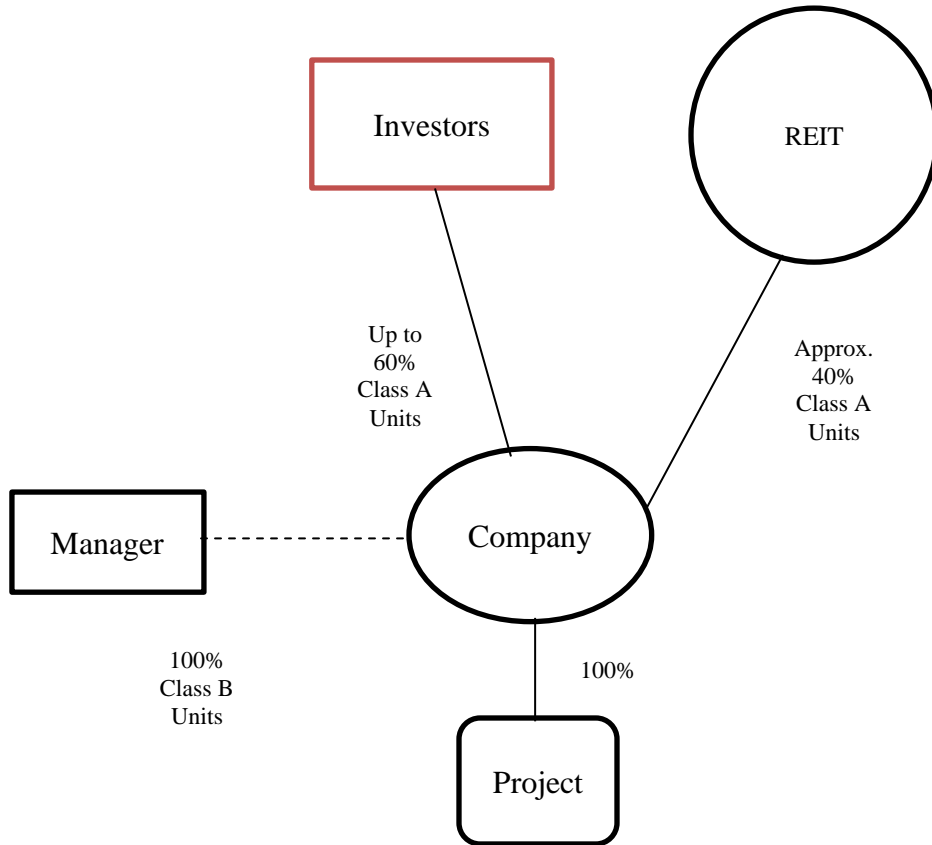 Investors
REIT
Up to
60%
Class A
Units
Approx.
40%
Class A
Units
Manager
Company
100%
Class B
Units
100%
Project